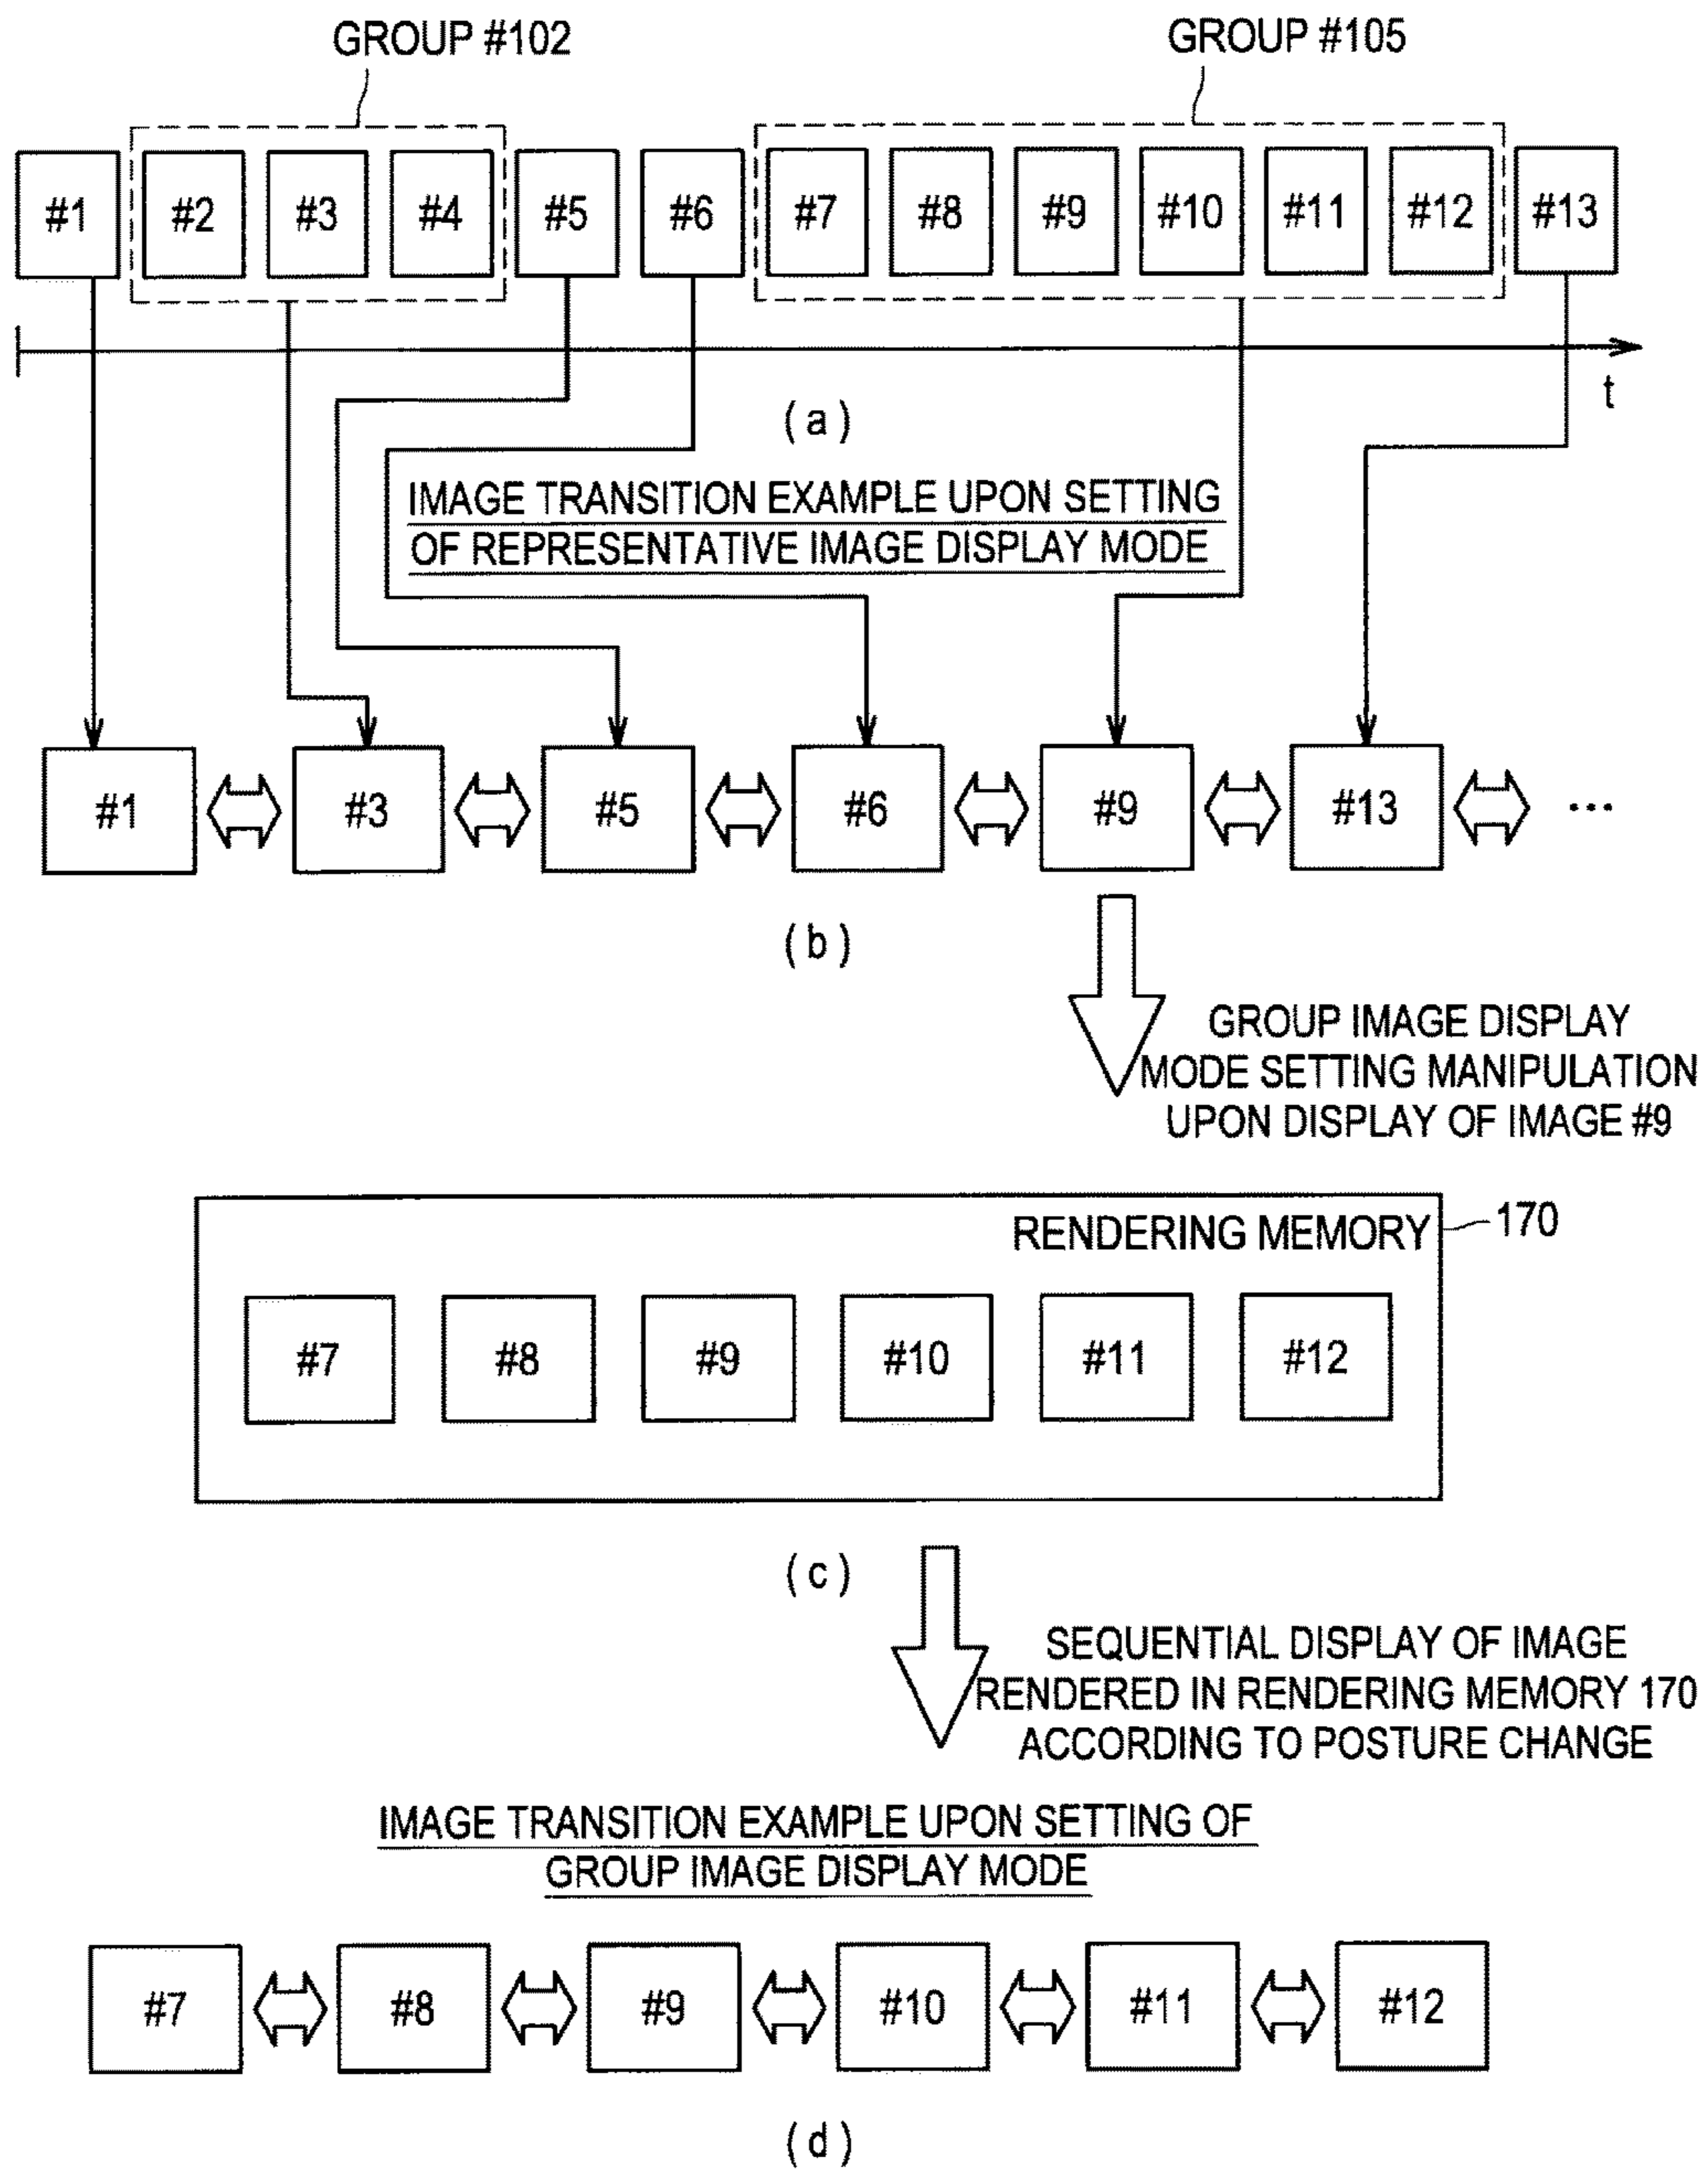 GROUP #102 GROUP #105
#1 #2 #3 #4 #5 #6 #7 #8 #9 #10 #11 #12 #13
t
(a)
IMAGE TRANSITION EXAMPLE UPON SETTING
OF REPRESENTATIVE IMAGE DISPLAY MODE
#1 #3 #5 #6 #9 #13 ...
(b)
GROUP IMAGE DISPLAY
MODE SETTING MANIPULATION
UPON DISPLAY OF IMAGE #9
RENDERING MEMORY 170
#7 #8 #9 #10 #11 #12
(c)
SEQUENTIAL DISPLAY OF IMAGE
RENDERED IN RENDERING MEMORY 170
ACCORDING TO POSTURE CHANGE
IMAGE TRANSITION EXAMPLE UPON SETTING OF
GROUP IMAGE DISPLAY MODE
#7 #8 #9 #10 #11 #12
(d)